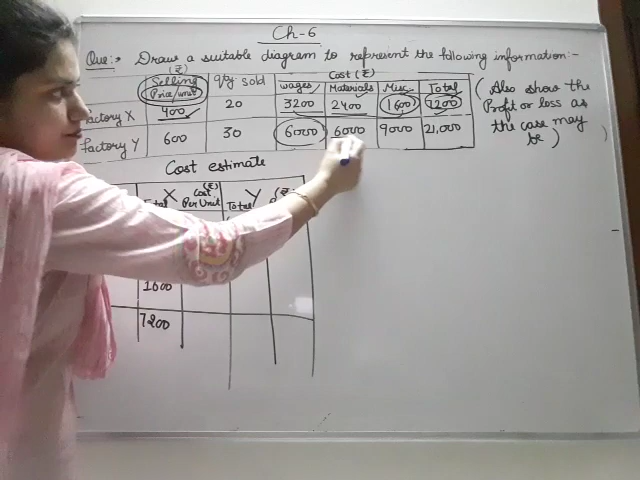 Ch-6
Que:- Draw a suitable diagram to represent the following information:-
Selling Price/unit (₹) qty sold Cost (₹)
Wages Materials Misc. Total
Factory X 400 20 3200 2400 1600 7200
Factory Y 600 30 6000 6000 9000 21,000
(Also show the
Profit or loss as
the case may
be)
Cost estimate
X Y
Total Cost Per Unit (₹) Total (₹)
1600
7200